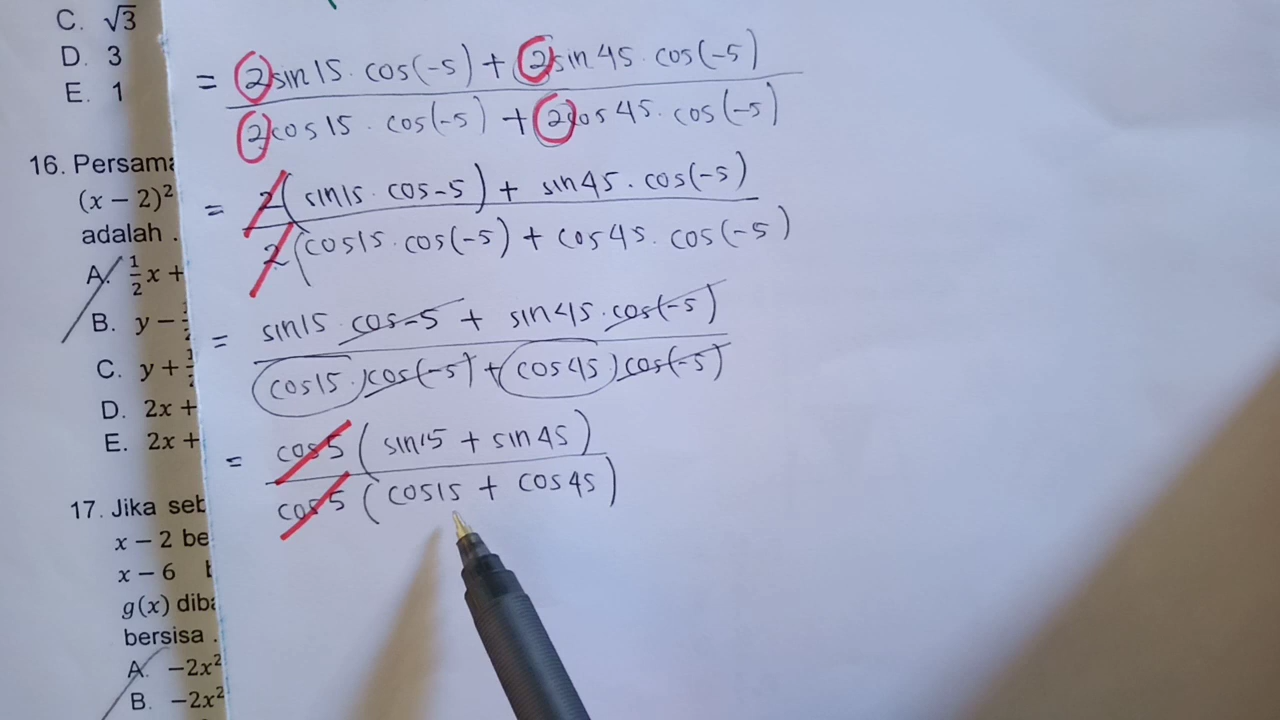 C. √3
D. 3
E. 1
= 2sin15 . cos(-5) + 2sin 45 . cos(-5)
2cos15 . cos(-5) + 2cos45. cos(-5)
= 2(sin15 . cos-5) + sin45 . cos(-5)
2(cos15 . cos(-5) + cos45. cos(-5)
= sin15 . cos-5 + sin45 . cos(-5)
cos15 . cos(-5) + cos45 cos(-5)
= cos5 (sin15 + sin45)
cos5 (cos15 + cos45)
16. Persama
(x − 2)²
adalah .
A. 1/2 x +
B. y −
C. y +
D. 2x +
E. 2x +
17. Jika seb
x − 2 be
x − 6
g(x) diba
bersisa .
A. −2x²
B. −2x²